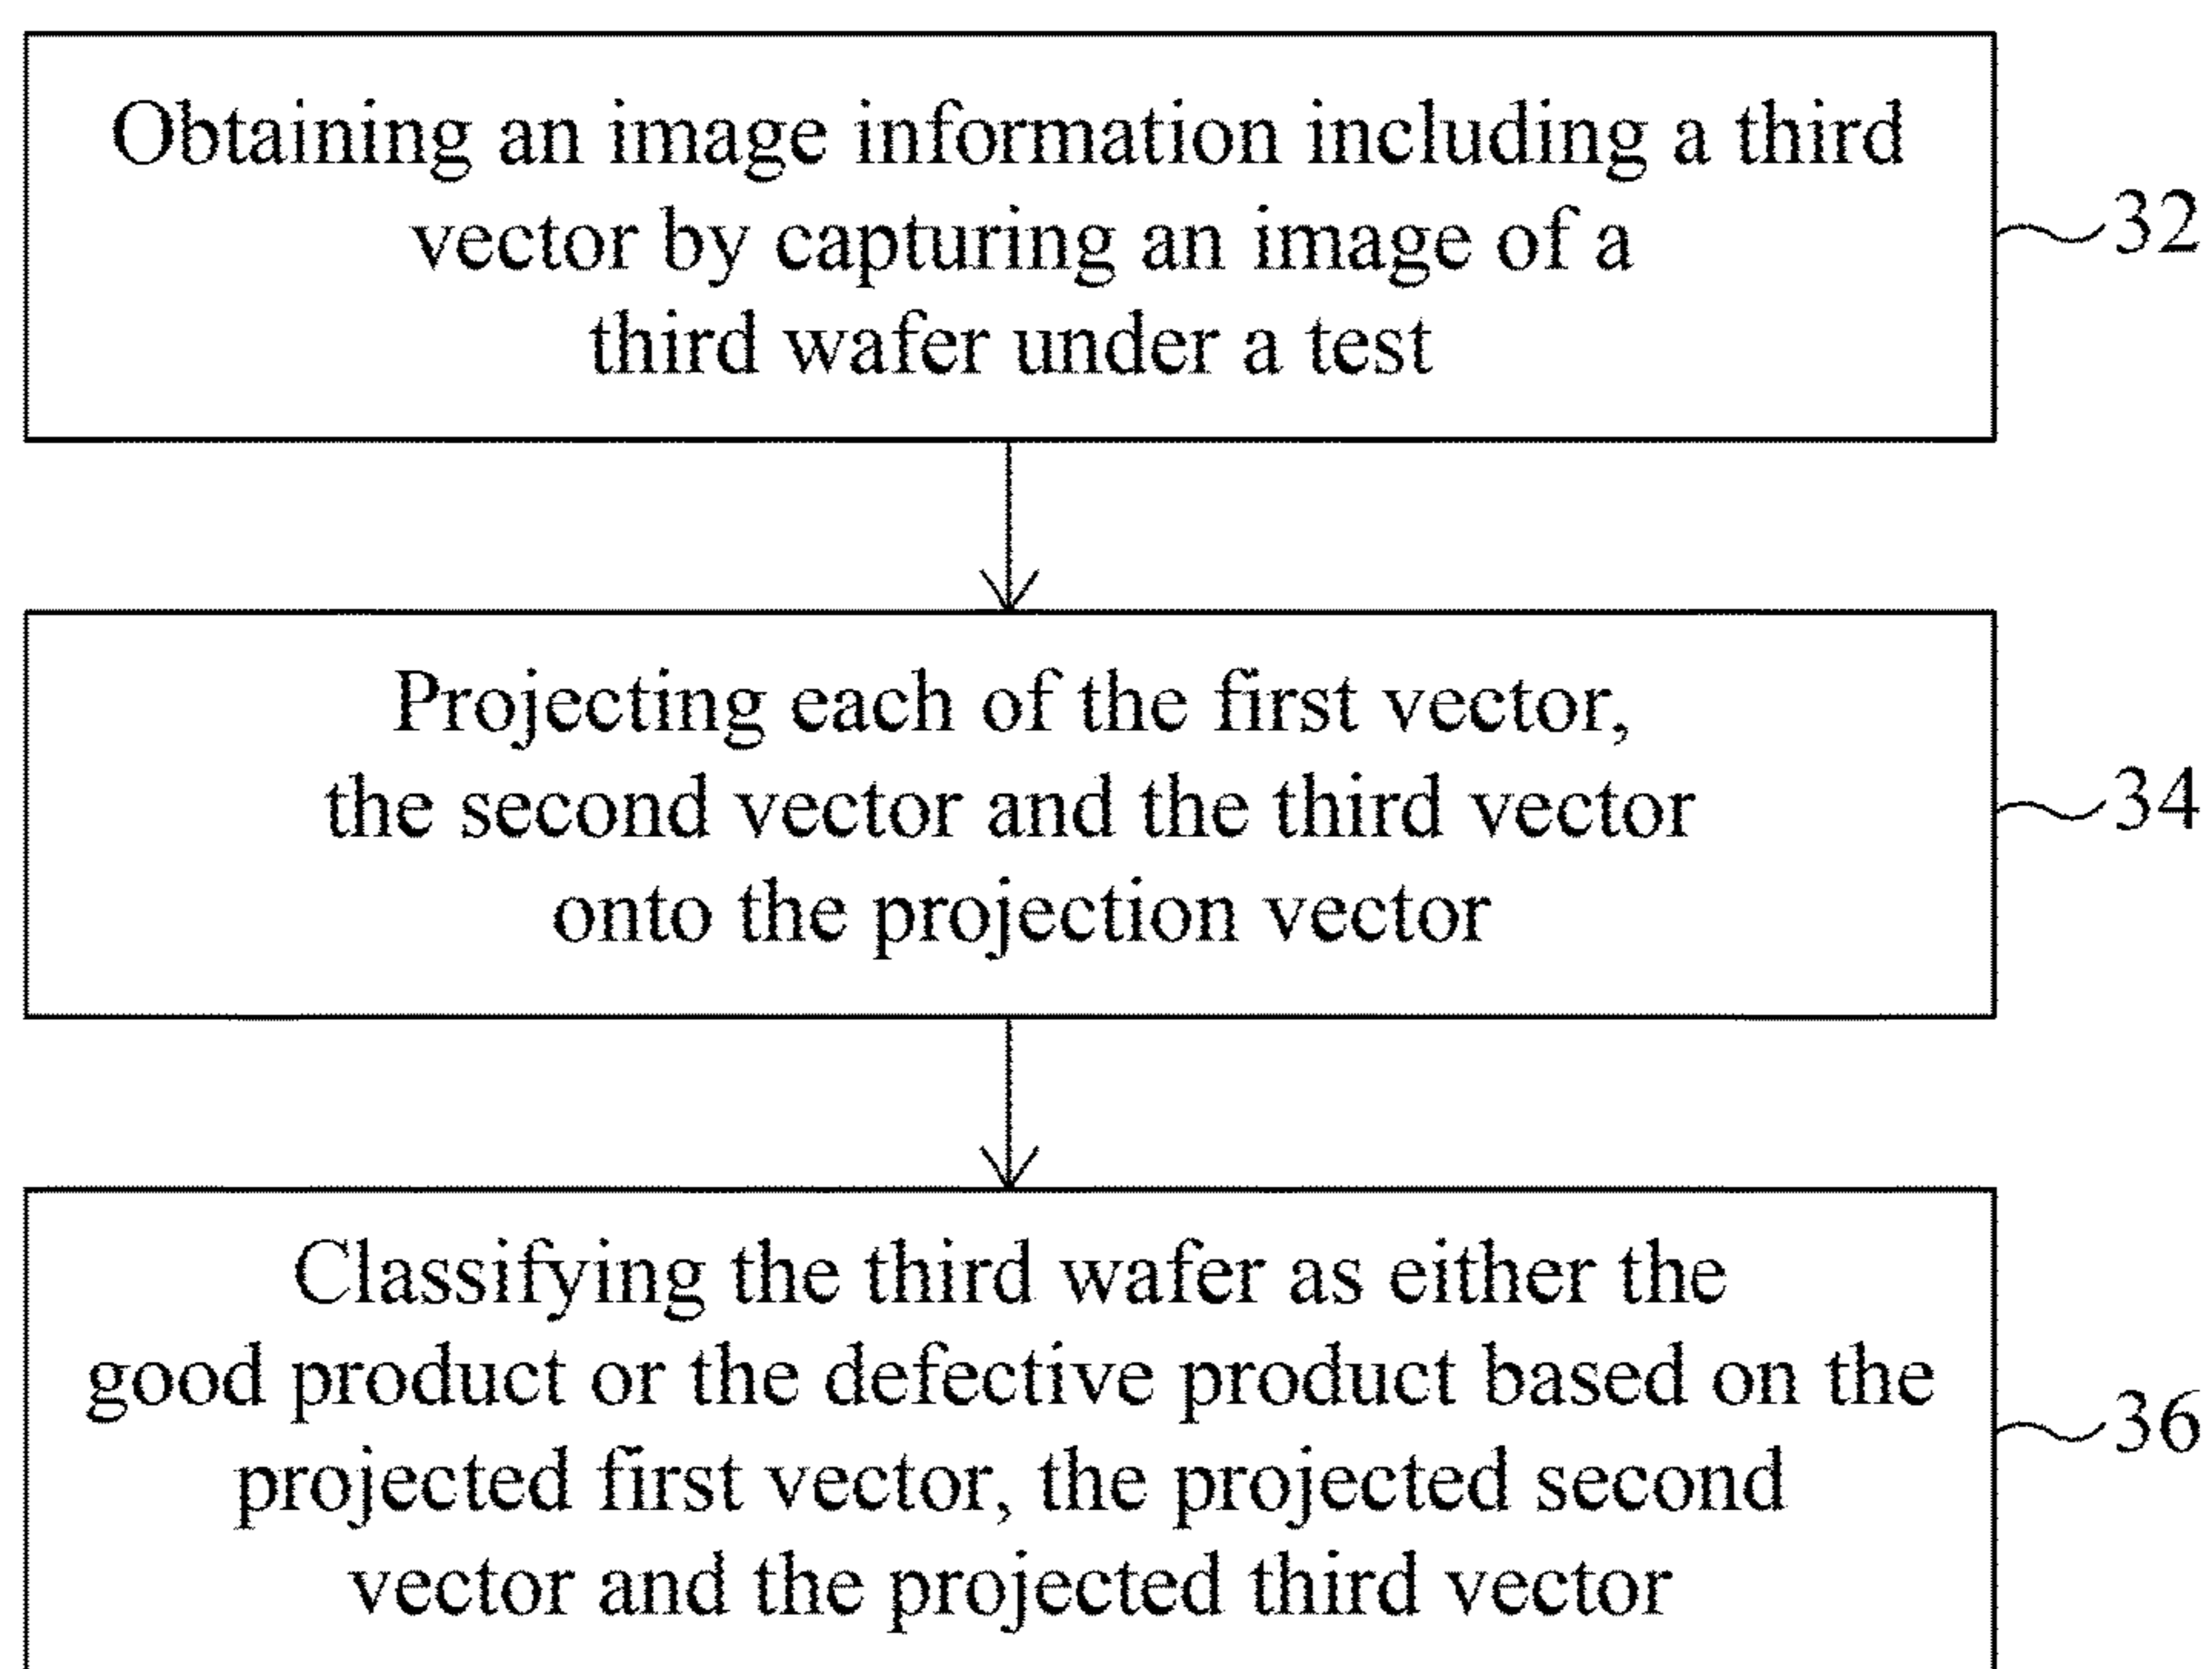 Obtaining an image information including a third
vector by capturing an image of a
third wafer under a test
32
Projecting each of the first vector,
the second vector and the third vector
onto the projection vector
34
Classifying the third wafer as either the
good product or the defective product based on the
projected first vector, the projected second
vector and the projected third vector
36